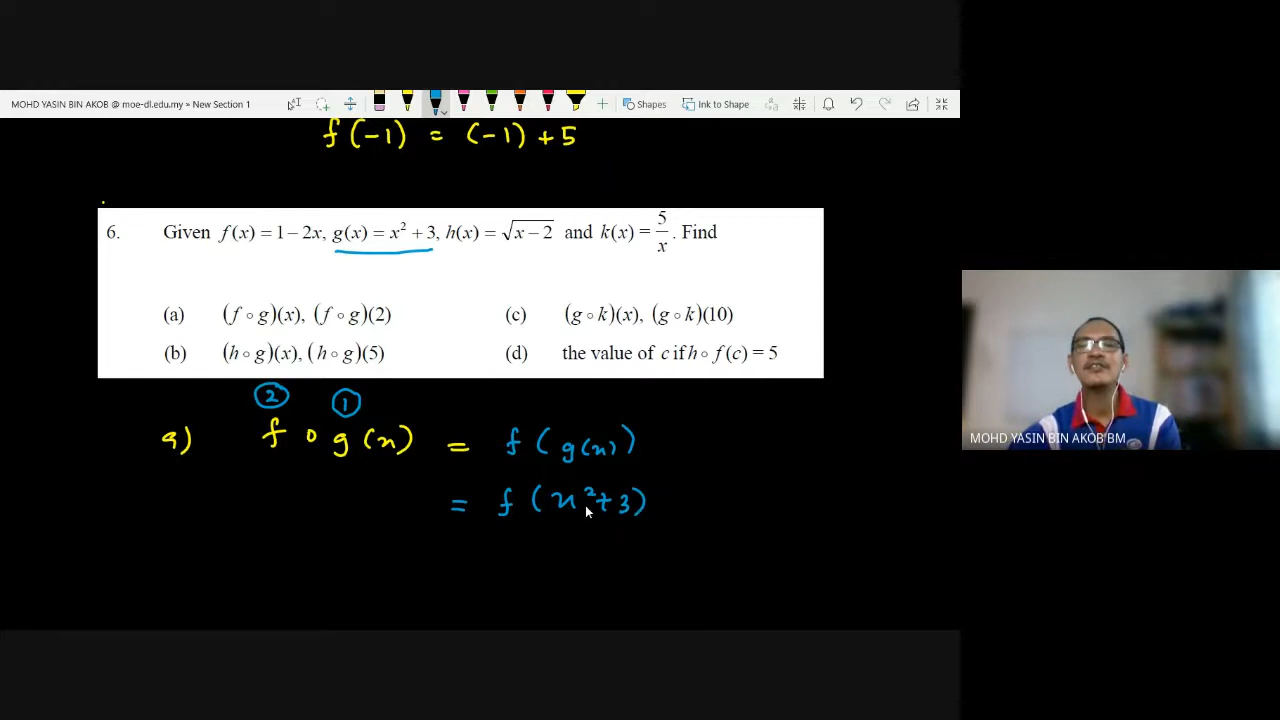 MOHD YASIN BIN AKOB @ moe-dl.edu.my » New Section 1
Shapes Ink to Shape
f(-1) = (-1) + 5
6. Given f(x) = 1 − 2x, g(x) = x² + 3, h(x) = √(x − 2) and k(x) = 5/x. Find
(a) (f ∘ g)(x), (f ∘ g)(2) (c) (g ∘ k)(x), (g ∘ k)(10)
(b) (h ∘ g)(x), (h ∘ g)(5) (d) the value of c if h ∘ f(c) = 5
② ①
a) f ∘ g(x) = f(g(x))
= f(x² + 3)
MOHD YASIN BIN AKOB BM